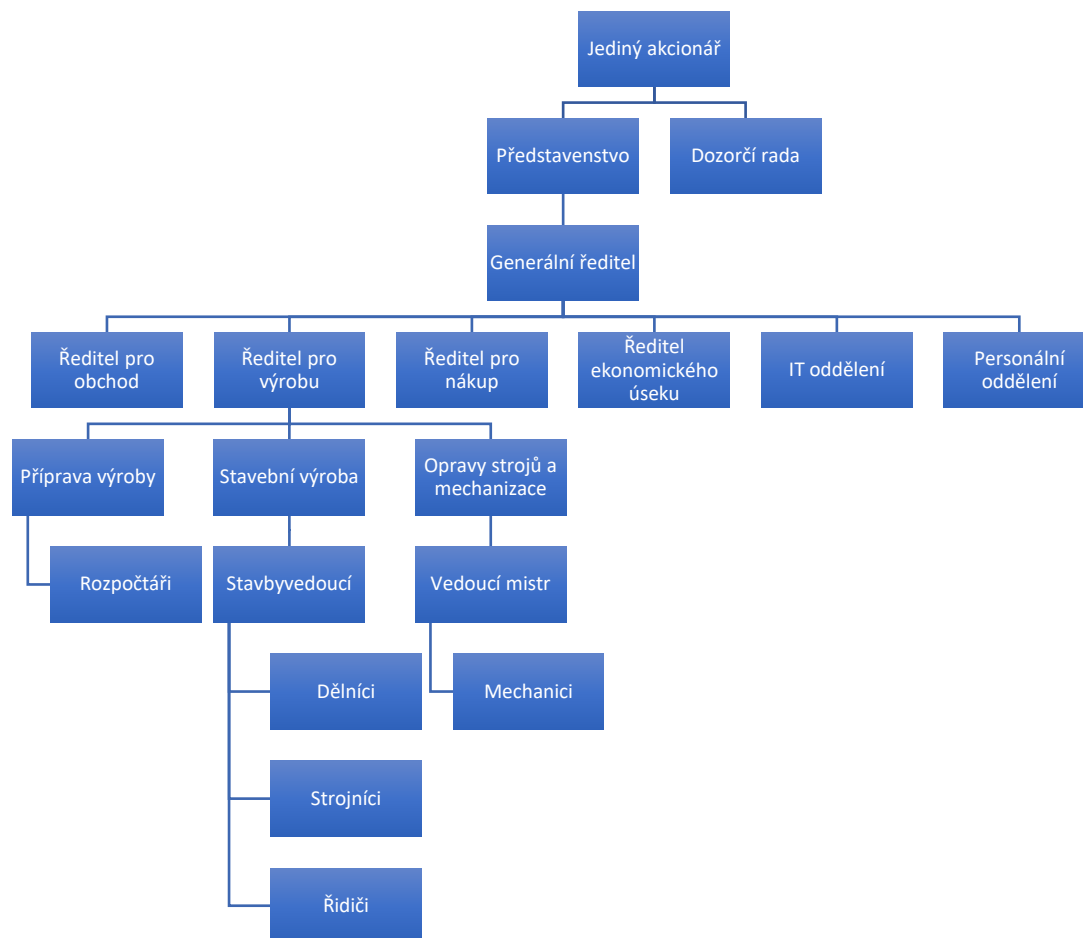 Jediný akcionář
Představenstvo
Dozorčí rada
Generální ředitel
Ředitel pro
obchod
Ředitel pro
výrobu
Ředitel pro
nákup
Ředitel
ekonomického
úseku
IT oddělení
Personální
oddělení
Příprava výroby
Stavební výroba
Opravy strojů a
mechanizace
Rozpočtáři
Stavbyvedoucí
Vedoucí mistr
Dělníci
Mechanici
Strojníci
Řidiči